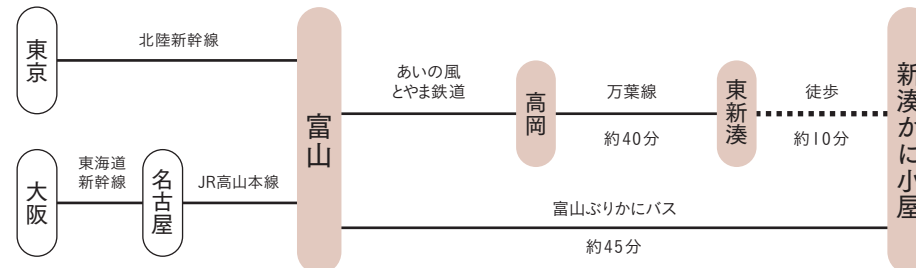 東京
北陸新幹線
大阪
東海道
新幹線
名古屋
JR高山本線
富山
あいの風
とやま鉄道
高岡
万葉線
約40分
東新湊
徒歩
約10分
富山ぶりかにバス
約45分
新湊かに小屋